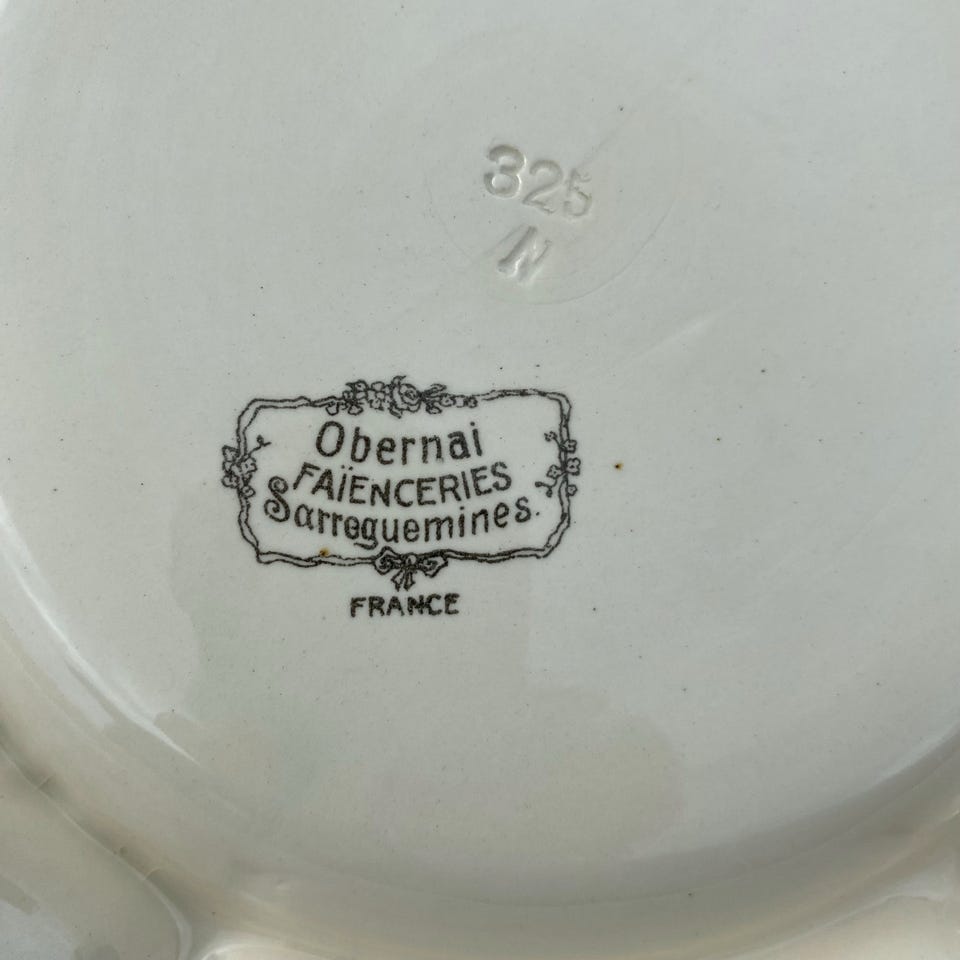 325
N
Obernai
FAÏENCERIES
Sarreguemines.
FRANCE